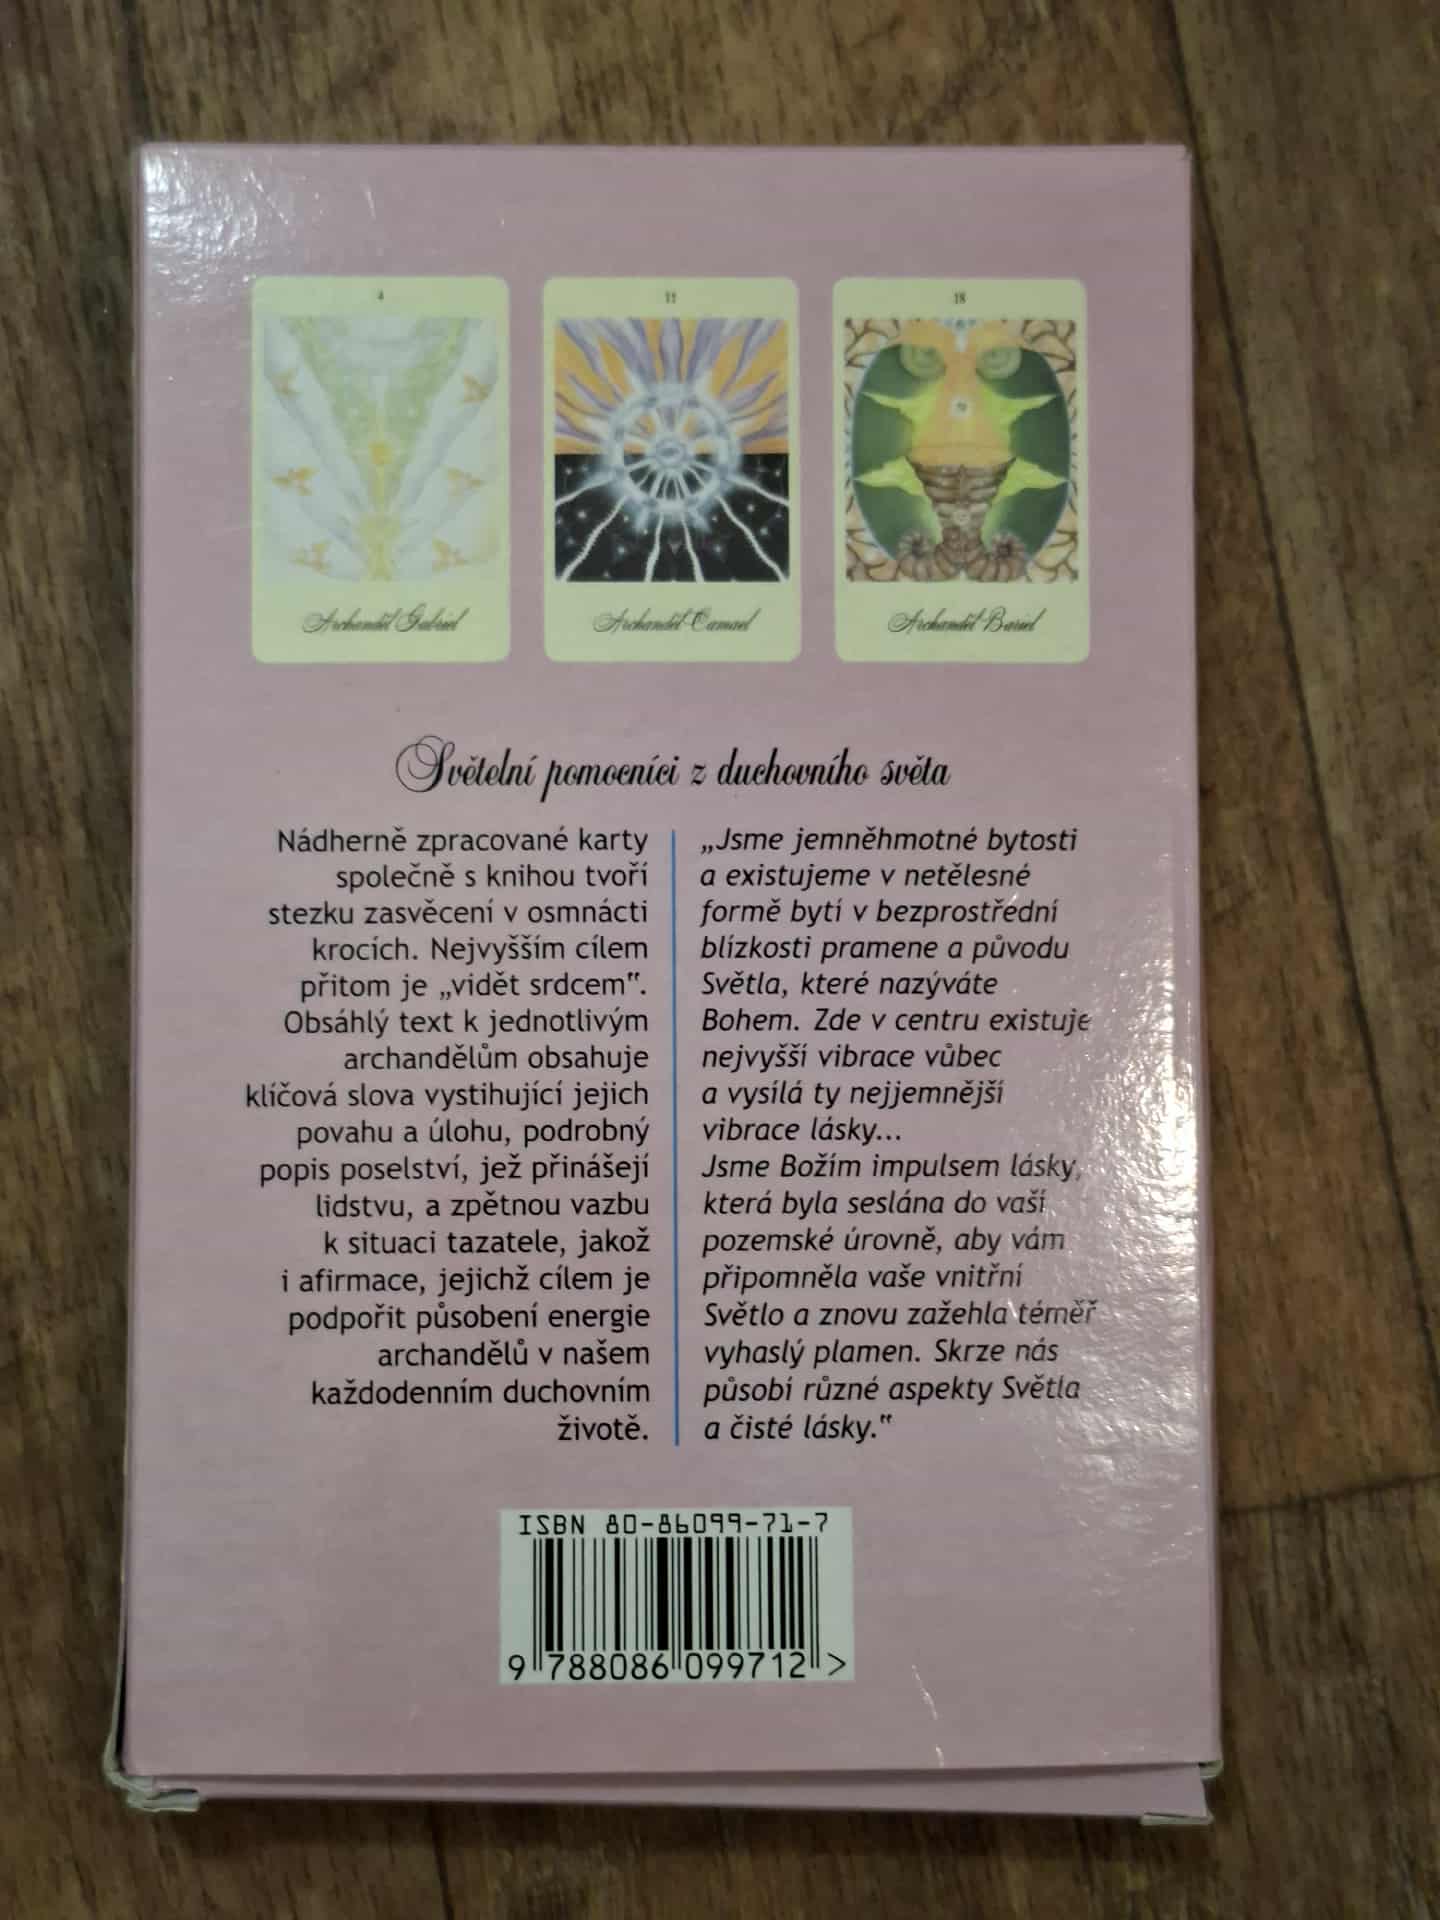 4
Archanděl Gabriel
11
Archanděl Camael
18
Archanděl Bariel
Světelní pomocníci z duchovního světa
Nádherně zpracované karty
společně s knihou tvoří
stezku zasvěcení v osmnácti
krocích. Nejvyšším cílem
přitom je „vidět srdcem“.
Obsáhlý text k jednotlivým
archandělům obsahuje
klíčová slova vystihující jejich
povahu a úlohu, podrobný
popis poselství, jež přinášejí
lidstvu, a zpětnou vazbu
k situaci tazatele, jakož
i afirmace, jejichž cílem je
podpořit působení energie
archandělů v našem
každodenním duchovním
životě.
„Jsme jemněhmotné bytosti
a existujeme v netělesné
formě bytí v bezprostřední
blízkosti pramene a původu
Světla, které nazýváte
Bohem. Zde v centru existuje
nejvyšší vibrace vůbec
a vysílá ty nejjemnější
vibrace lásky...
Jsme Božím impulsem lásky,
která byla seslána do vaší
pozemské úrovně, aby vám
připomněla vaše vnitřní
Světlo a znovu zažehla téměř
vyhaslý plamen. Skrze nás
působí různé aspekty Světla
a čisté lásky.“
ISBN 80-86099-71-7
9 788086 099712 >